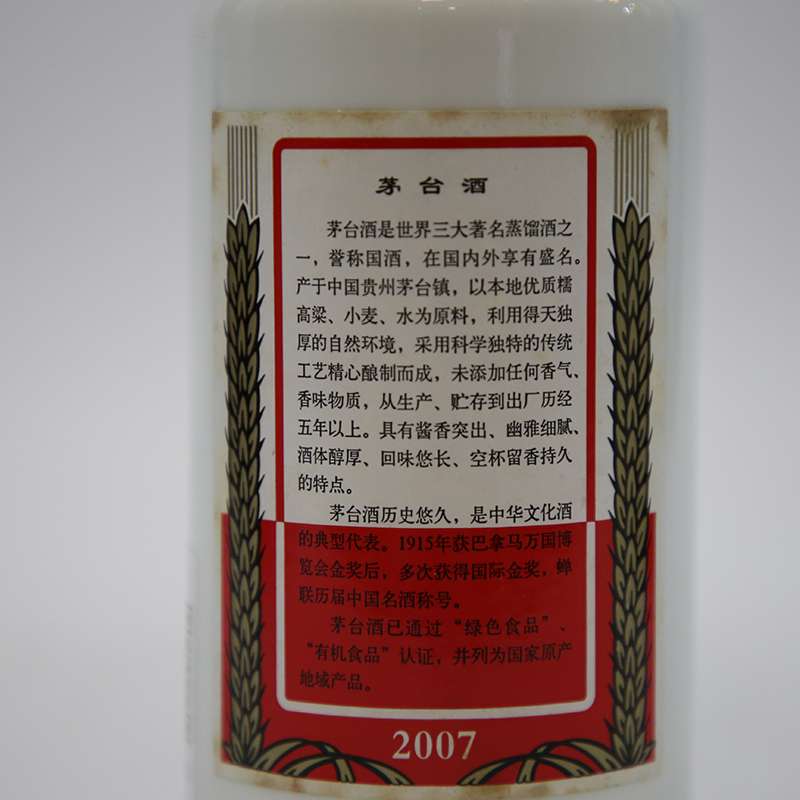 茅台酒
茅台酒是世界三大著名蒸馏酒之
一，誉称国酒，在国内外享有盛名。
产于中国贵州茅台镇，以本地优质糯
高粱、小麦、水为原料，利用得天独
厚的自然环境，采用科学独特的传统
工艺精心酿制而成，未添加任何香气、
香味物质，从生产、贮存到出厂历经
五年以上。具有酱香突出、幽雅细腻、
酒体醇厚、回味悠长、空杯留香持久
的特点。
茅台酒历史悠久，是中华文化酒
的典型代表。1915年获巴拿马万国博
览会金奖后，多次获得国际金奖，蝉
联历届中国名酒称号。
茅台酒已通过“绿色食品”、
“有机食品”认证，并列为国家原产
地域产品。
2007